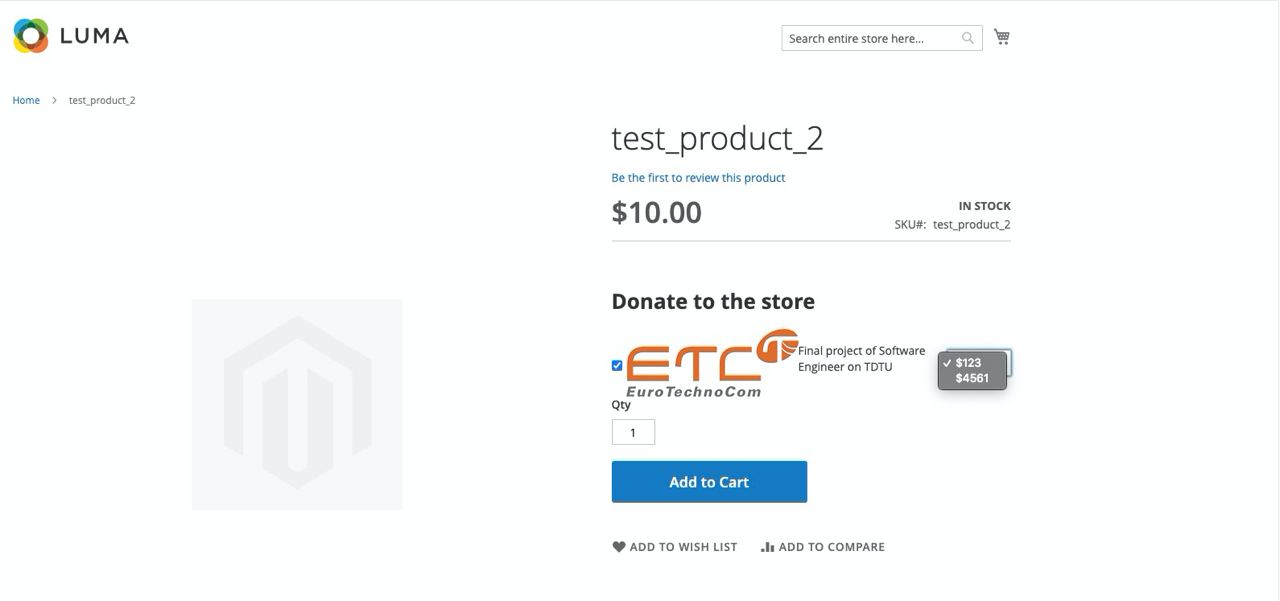 LUMA
Search entire store here...
Home > test_product_2
test_product_2
Be the first to review this product
$10.00
IN STOCK
SKU#: test_product_2
Donate to the store
ETC
EuroTechnoCom
Final project of Software
Engineer on TDTU
✓ $123
$4561
Qty
1
Add to Cart
ADD TO WISH LIST
ADD TO COMPARE